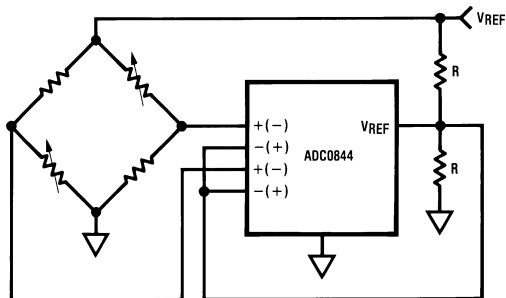 VREF
R
+(−)
VREF
−(+)
ADC0844
+(−)
R
−(+)